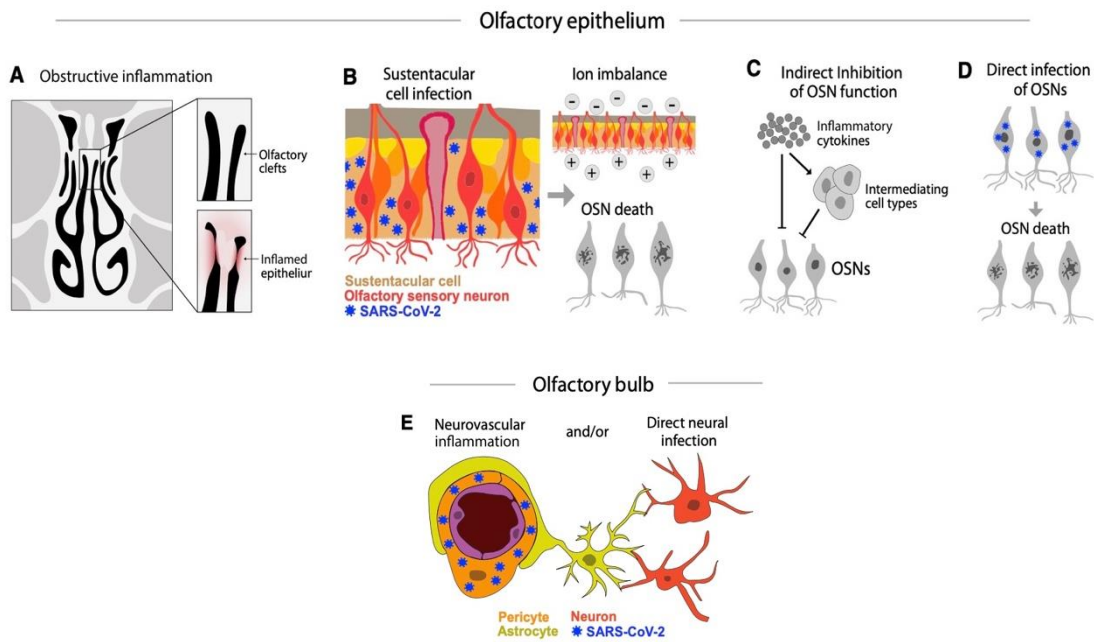 Olfactory epithelium
A Obstructive inflammation
Olfactory
clefts
Inflamed
epitheliur
B Sustentacular
cell infection
Ion imbalance
- - - - -
+ + + + +
OSN death
Sustentacular cell
Olfactory sensory neuron
SARS-CoV-2
C Indirect Inhibition
of OSN function
Inflammatory
cytokines
Intermediating
cell types
OSNs
D Direct infection
of OSNs
OSN death
Olfactory bulb
E Neurovascular
inflammation
and/or
Direct neural
infection
Pericyte Neuron
Astrocyte SARS-CoV-2